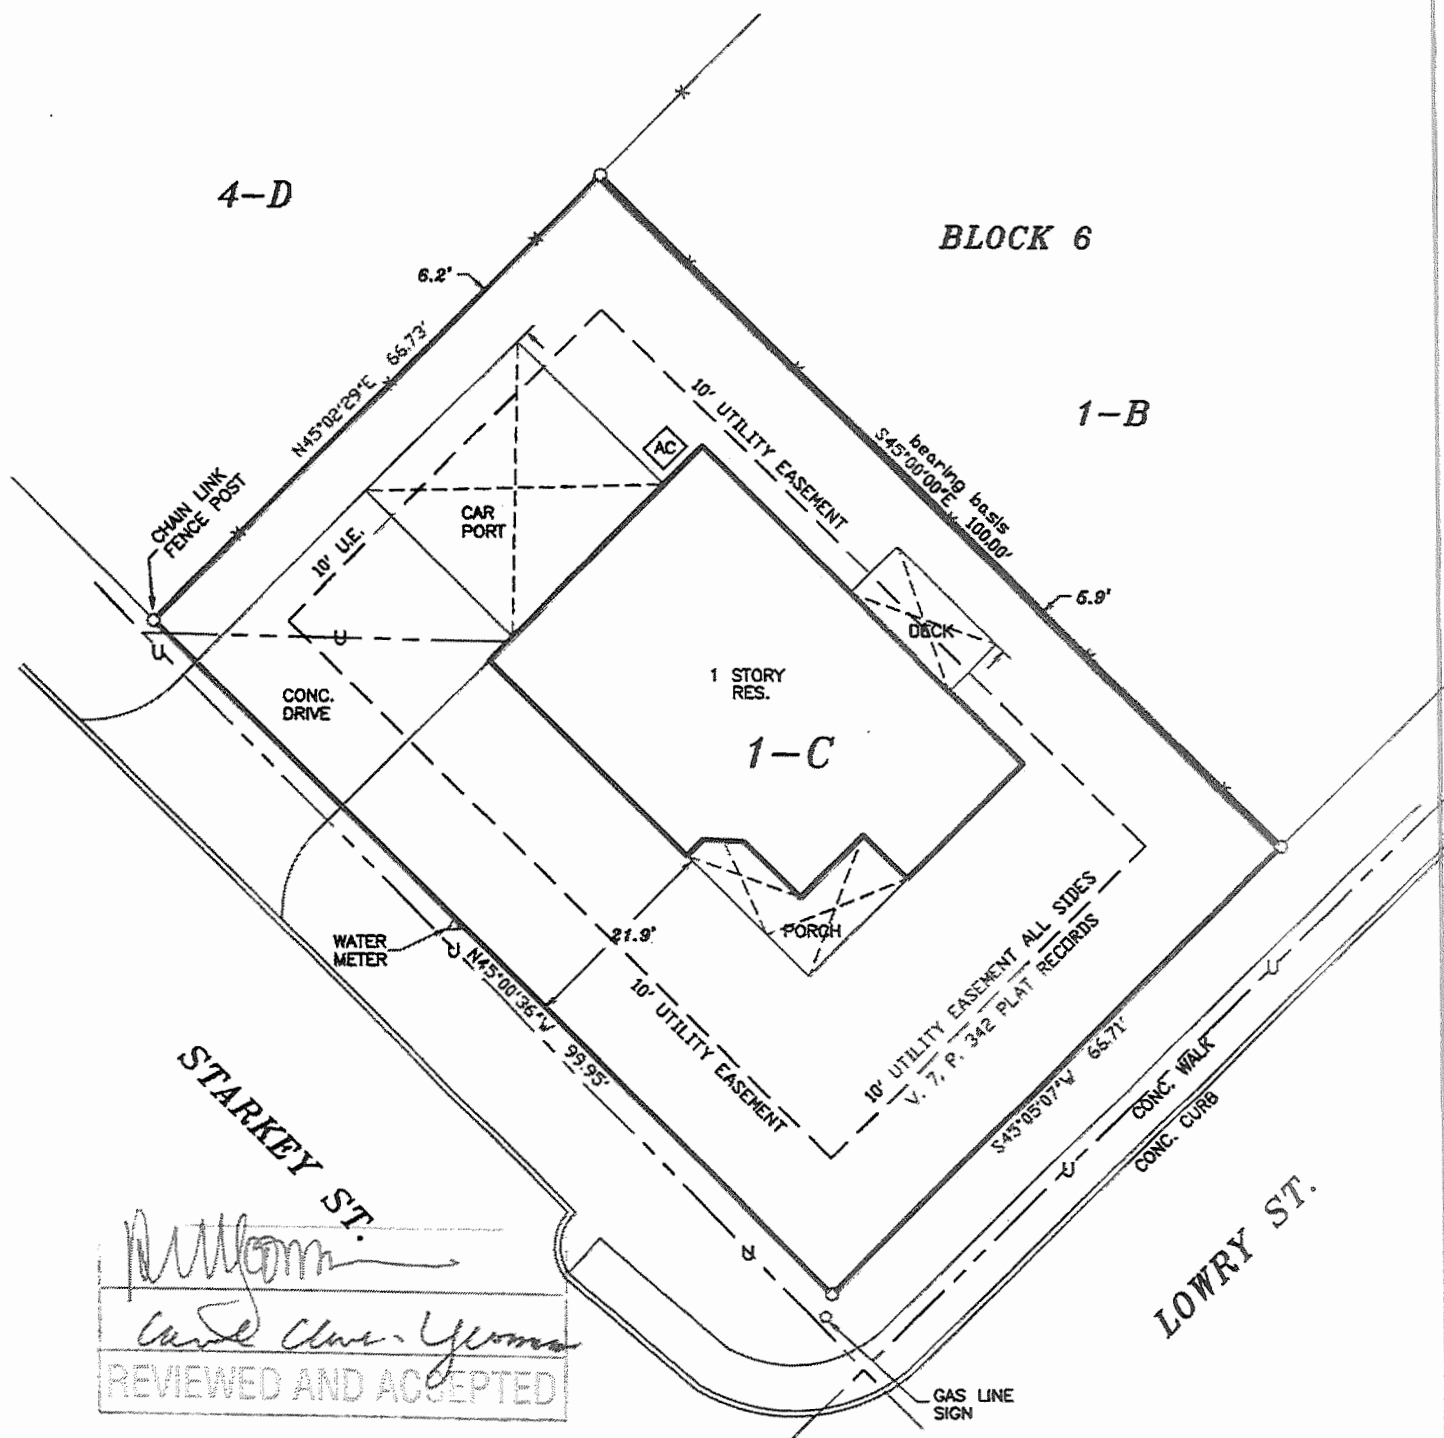 4-D
BLOCK 6
6.2'
N45°02'29"E 66.73'
10' UTILITY EASEMENT
1-B
bearing basis
S45°00'00"E 100.00'
AC
CHAIN LINK
FENCE POST
CAR
PORT
10' U.E.
5.9'
DECK
U
U
1 STORY
RES.
CONC.
DRIVE
1-C
PORCH
21.9'
WATER
METER
U
N45°00'36"W 99.95'
10' UTILITY EASEMENT
10' UTILITY EASEMENT ALL SIDES
V. 7, P. 342 PLAT RECORDS
U
S45°05'07"W 66.71'
CONC. WALK
CONC. CURB
U
STARKEY ST.
LOWRY ST.
U
REVIEWED AND ACCEPTED
GAS LINE
SIGN